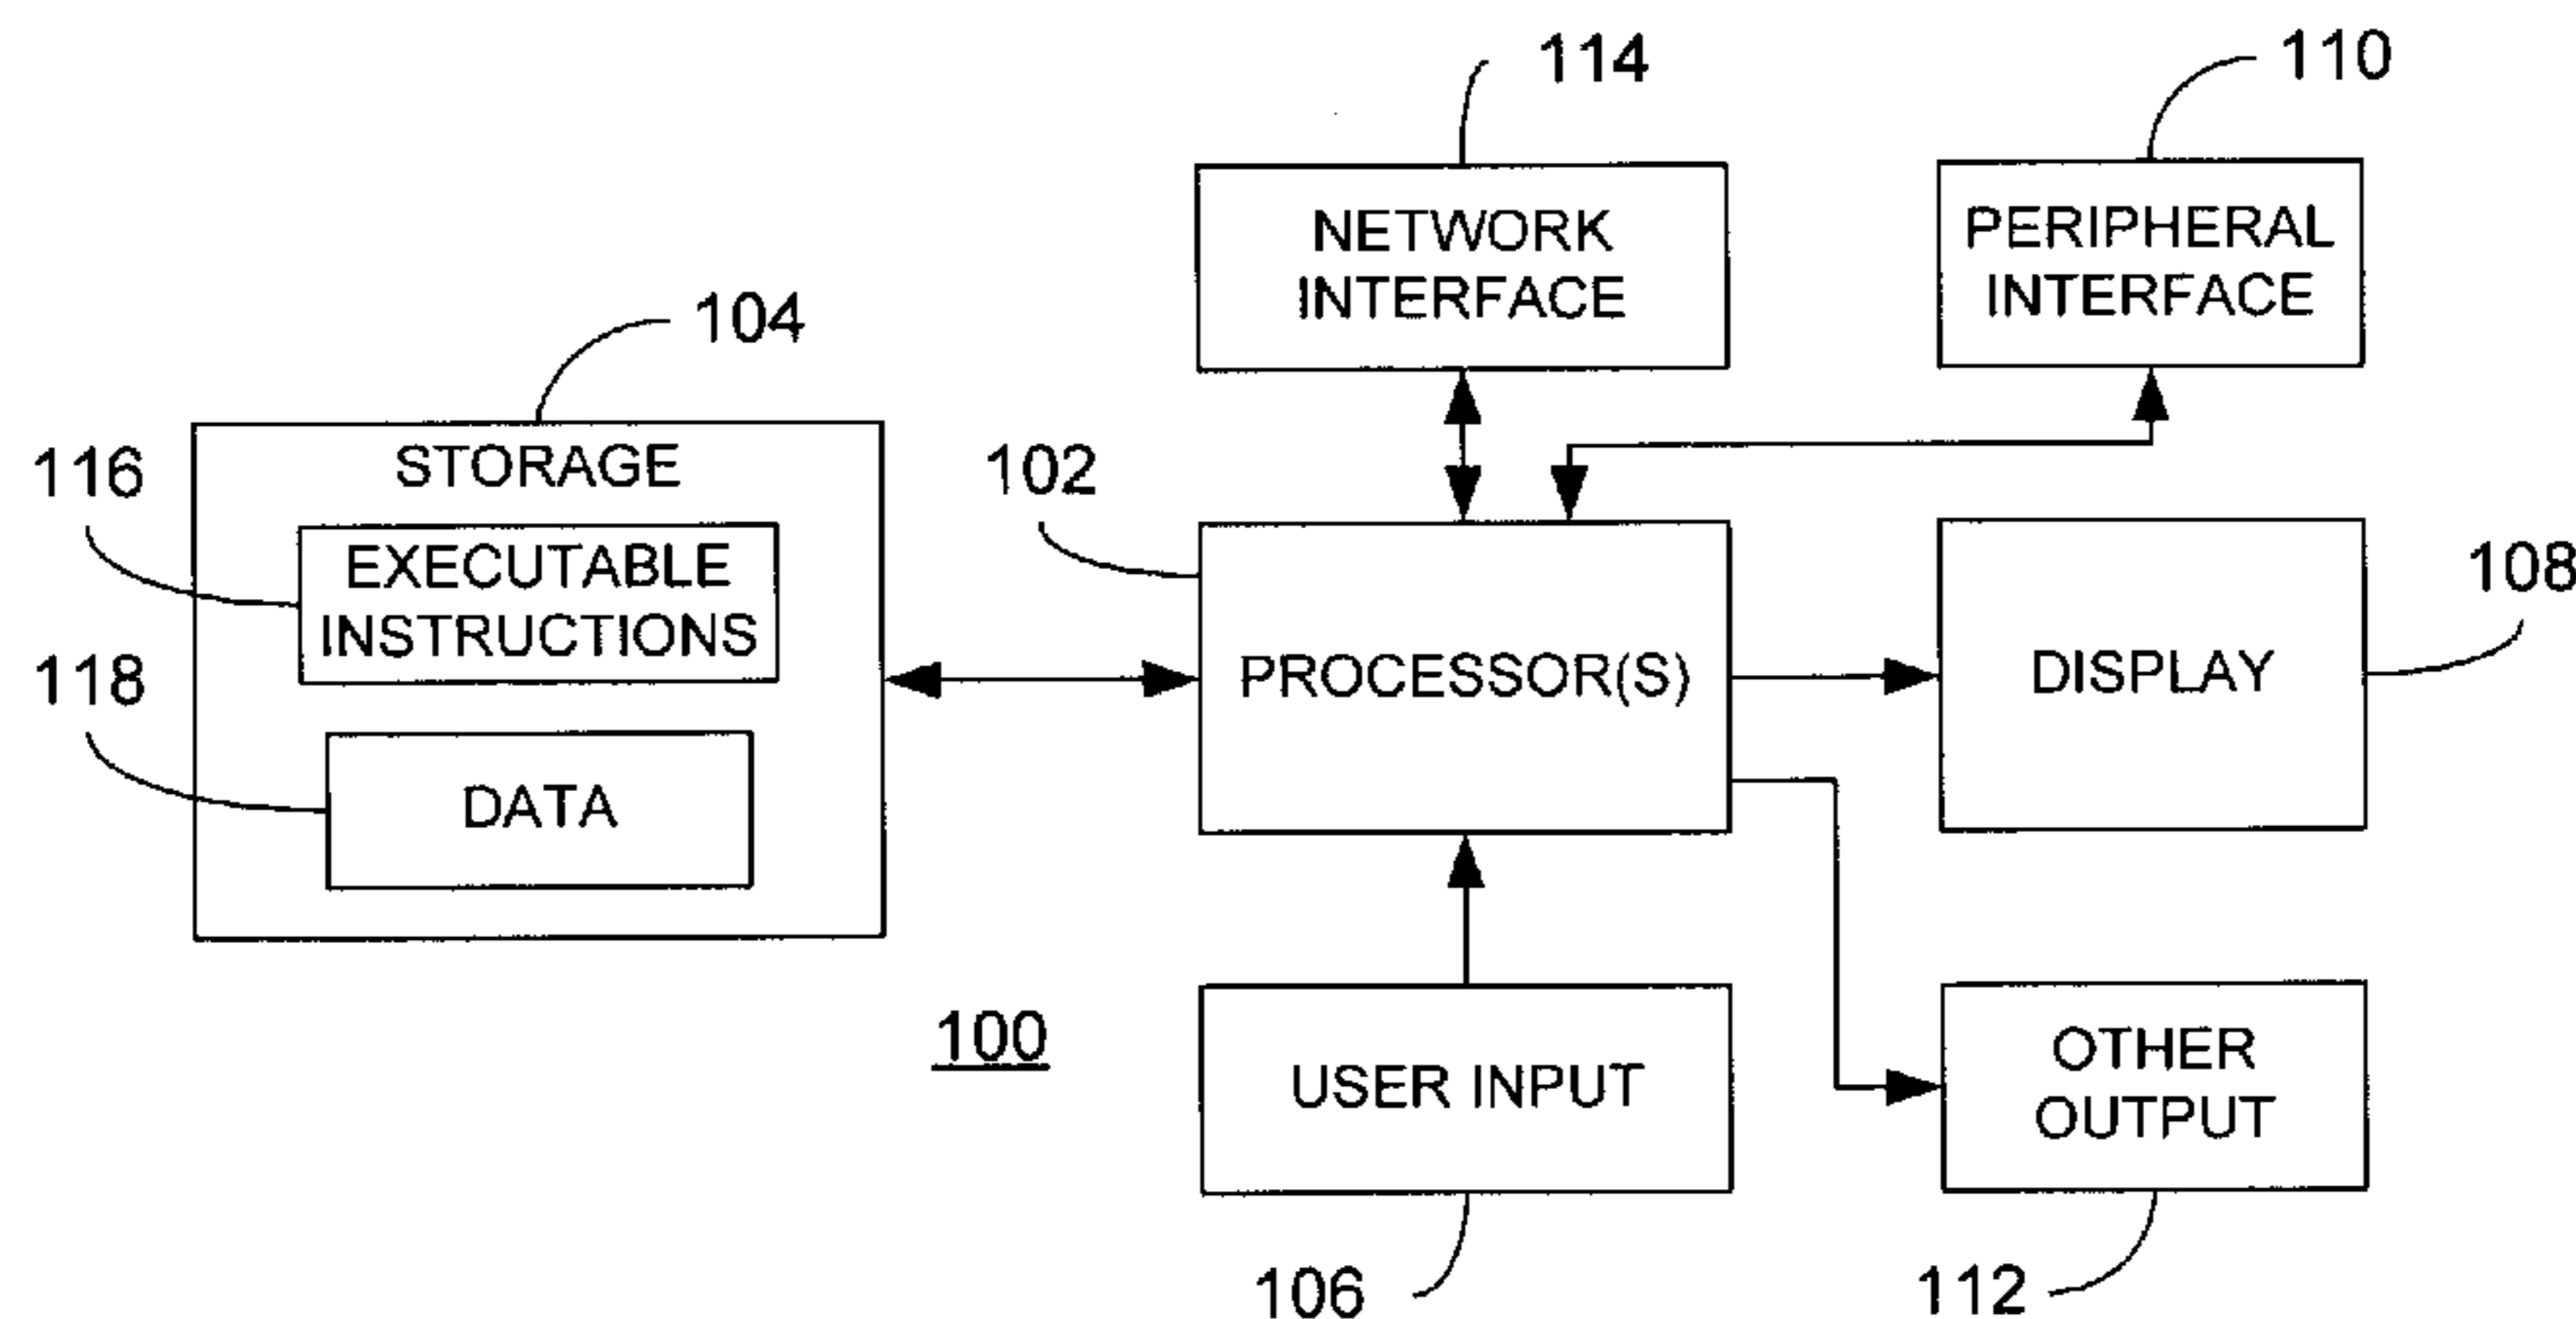 114
110
NETWORK
INTERFACE
PERIPHERAL
INTERFACE
104
STORAGE
116
EXECUTABLE
INSTRUCTIONS
118
DATA
102
PROCESSOR(S)
DISPLAY
108
100
USER INPUT
OTHER
OUTPUT
106
112